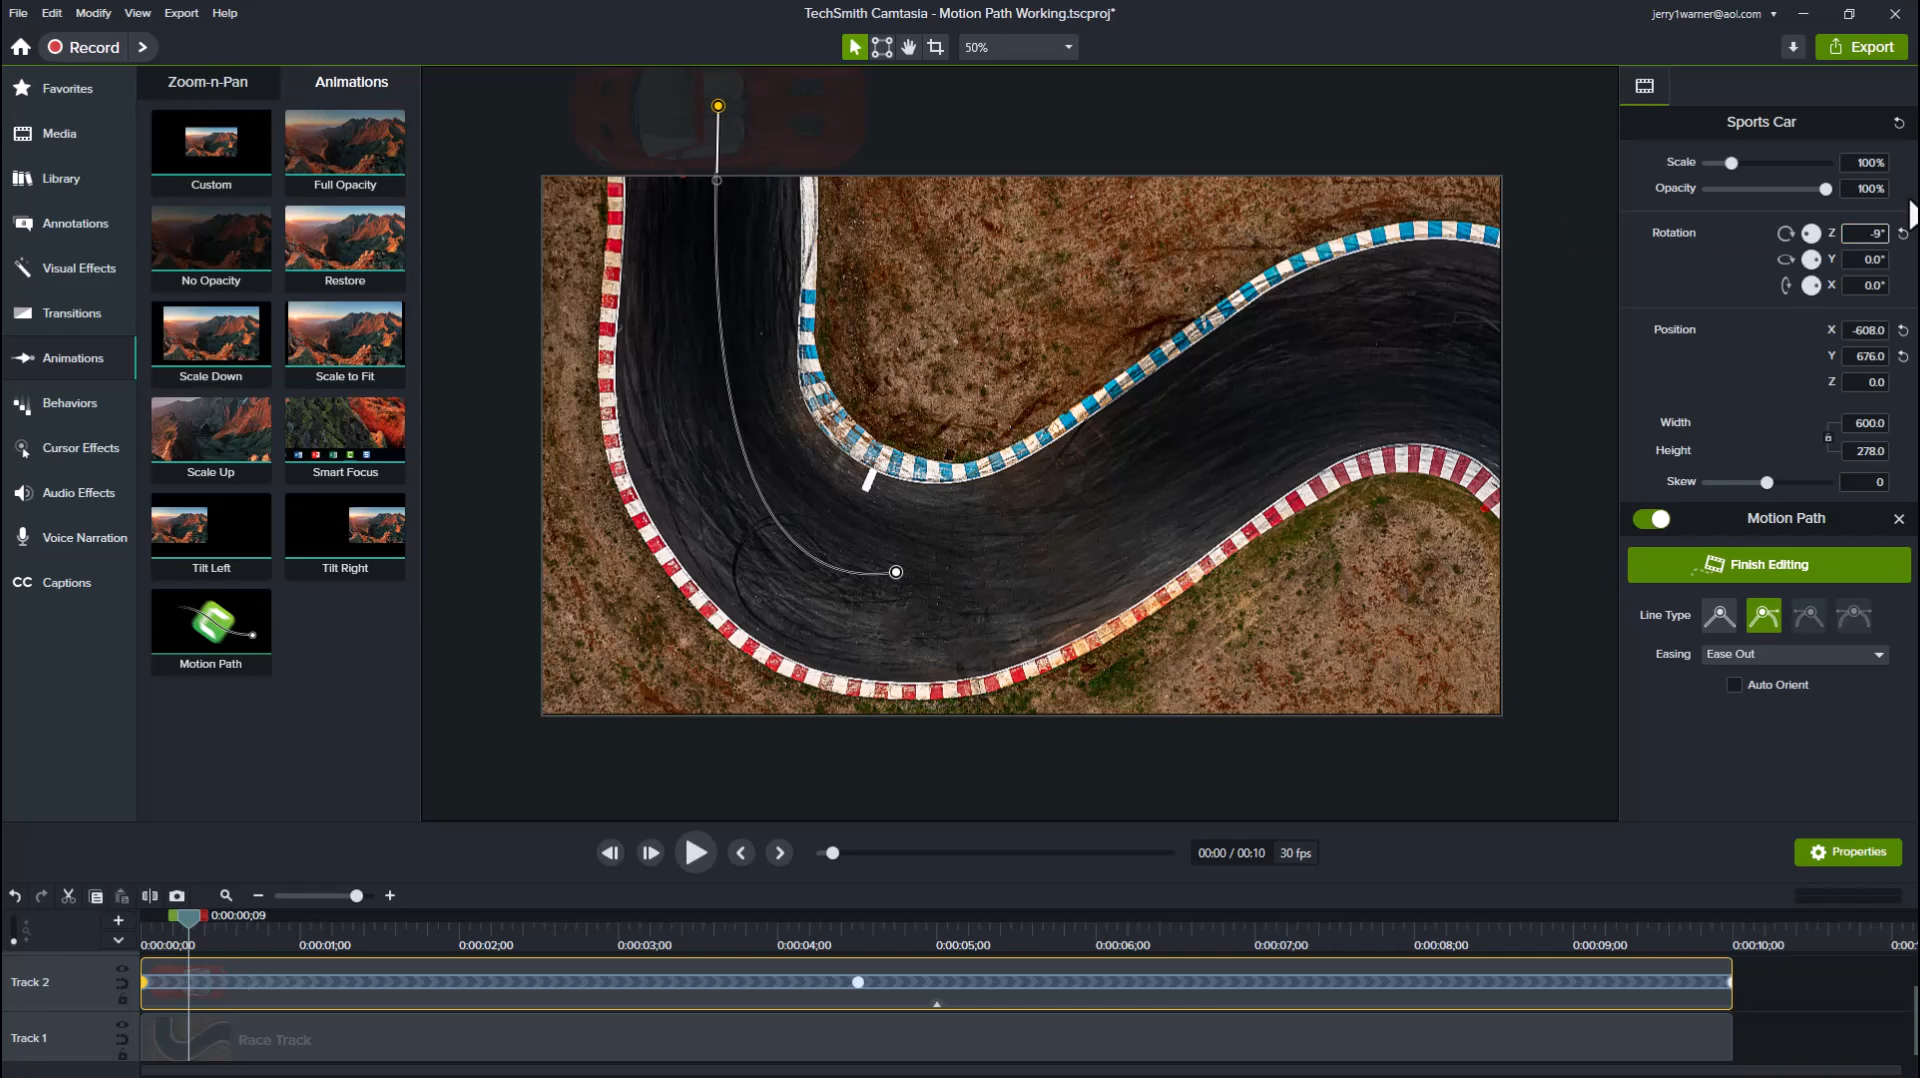 File Edit Modify View Export Help
TechSmith Camtasia - Motion Path Working.tscproj*
jerry1warner@aol.com
Record
50%
Export
Favorites
Media
Library
Annotations
Visual Effects
Transitions
Animations
Behaviors
Cursor Effects
Audio Effects
Voice Narration
CC Captions
Zoom-n-Pan Animations
Custom Full Opacity
No Opacity Restore
Scale Down Scale to Fit
Scale Up Smart Focus
Tilt Left Tilt Right
Motion Path
Sports Car
Scale 100%
Opacity 100%
Rotation Z -9°
Y 0.0°
X 0.0°
Position X -608.0
Y 676.0
Z 0.0
Width 600.0
Height 278.0
Skew 0
Motion Path
Finish Editing
Line Type
Easing Ease Out
Auto Orient
00:00 / 00:10 30 fps
Properties
0:00:00;09
0:00:00;00 0:00:01;00 0:00:02;00 0:00:03;00 0:00:04;00 0:00:05;00 0:00:06;00 0:00:07;00 0:00:08;00 0:00:09;00 0:00:10;00 0:00:
Track 2
Track 1
Race Track